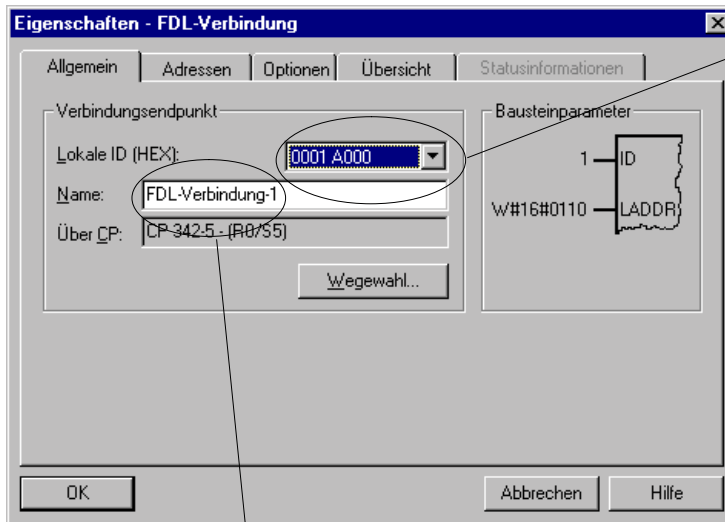 Eigenschaften - FDL-Verbindung
Allgemein Adressen Optionen Übersicht Statusinformationen
Verbindungsendpunkt
Lokale ID (HEX): 0001 A000
Name: FDL-Verbindung-1
Über CP: CP 342-5 - (R0/S5)
Wegewahl...
Bausteinparameter
1 ID
W#16#0110 LADDR
OK Abbrechen Hilfe